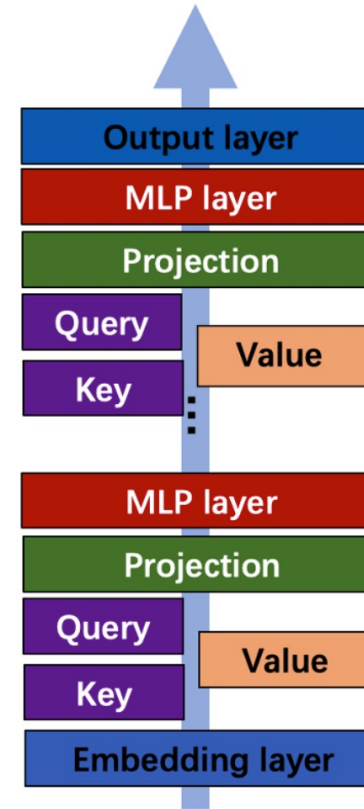 Output layer
MLP layer
Projection
Query
Value
Key
...
MLP layer
Projection
Query
Value
Key
Embedding layer